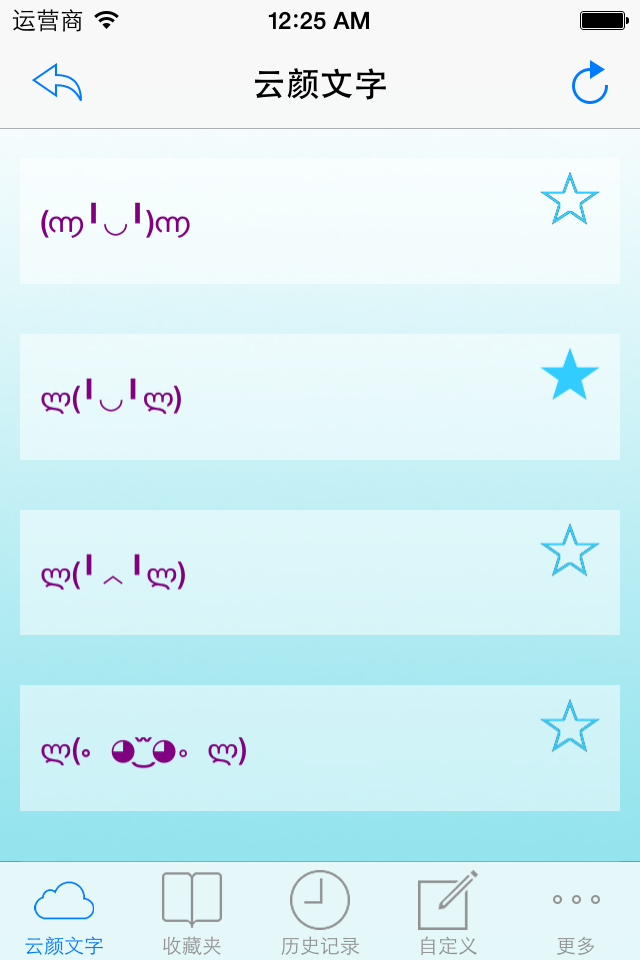 运营商 12:25 AM
云颜文字
(ണ╹◡╹)ണ
ლ(╹◡╹ლ)
ლ(╹︿╹ლ)
ლ(｡ ◕‿̮◕｡ ლ)
云颜文字 收藏夹 历史记录 自定义 更多